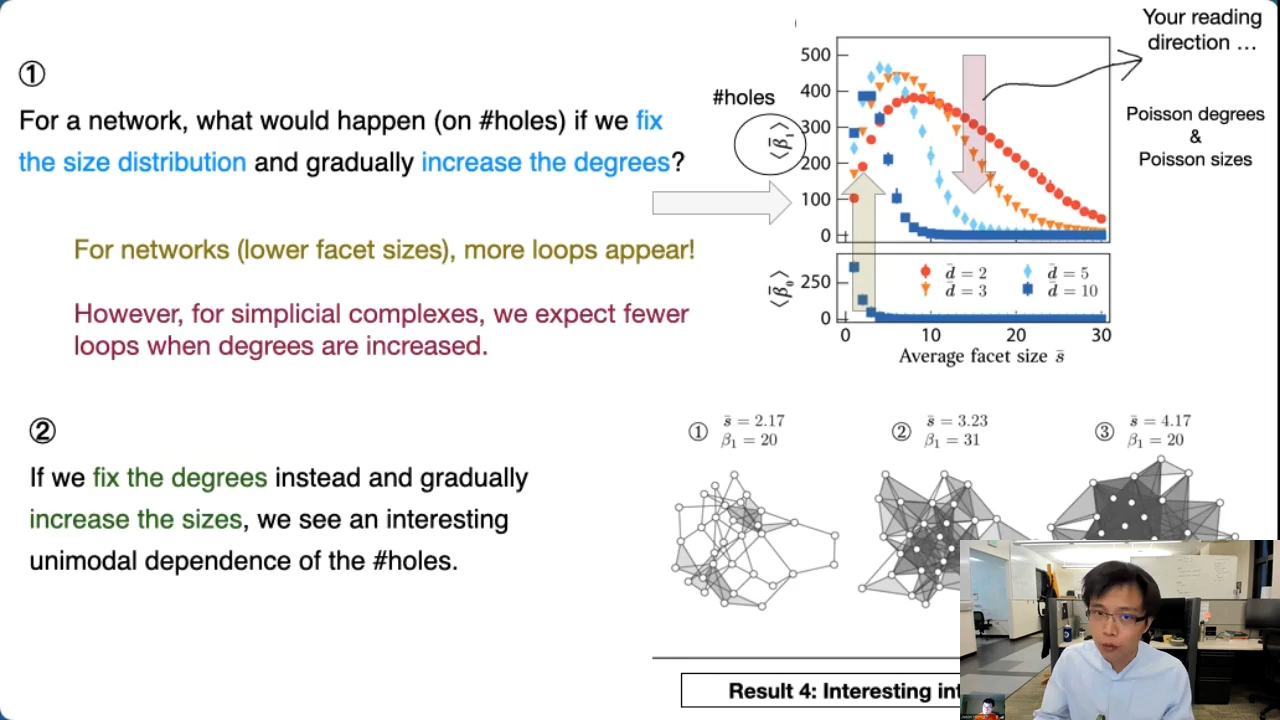 ①
For a network, what would happen (on #holes) if we fix
the size distribution and gradually increase the degrees?
For networks (lower facet sizes), more loops appear!
However, for simplicial complexes, we expect fewer
loops when degrees are increased.
②
If we fix the degrees instead and gradually
increase the sizes, we see an interesting
unimodal dependence of the #holes.
Your reading
direction …
#holes
⟨β̄₁⟩
500
400
300
200
100
0
Poisson degrees
&
Poisson sizes
⟨β̄₀⟩
250
0
d̄ = 2
d̄ = 3
d̄ = 5
d̄ = 10
0 10 20 30
Average facet size s̄
① s̄ = 2.17
β₁ = 20
② s̄ = 3.23
β₁ = 31
③ s̄ = 4.17
β₁ = 20
Result 4: Interesting